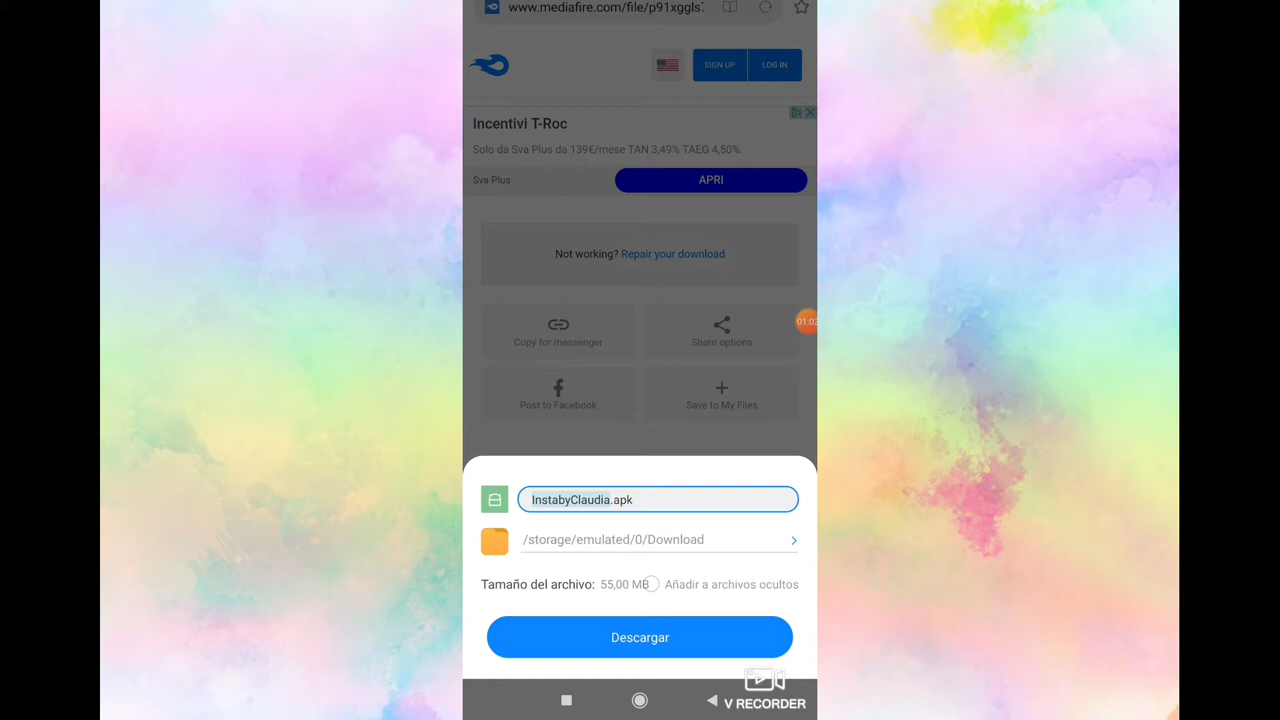 www.mediafire.com/file/p91xggls
SIGN UP
LOG IN
Incentivi T-Roc
Solo da Sva Plus da 139€/mese TAN 3,49% TAEG 4,50%.
Sva Plus
APRI
Not working? Repair your download
Copy for messenger
Share options
01:03
Post to Facebook
Save to My Files
InstabyClaudia.apk
/storage/emulated/0/Download
Tamaño del archivo: 55,00 MB
Añadir a archivos ocultos
Descargar
V RECORDER